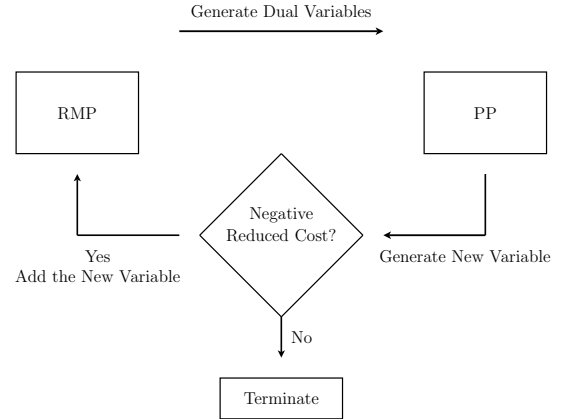 Generate Dual Variables
RMP
PP
Negative
Reduced Cost?
Yes
Add the New Variable
Generate New Variable
No
Terminate